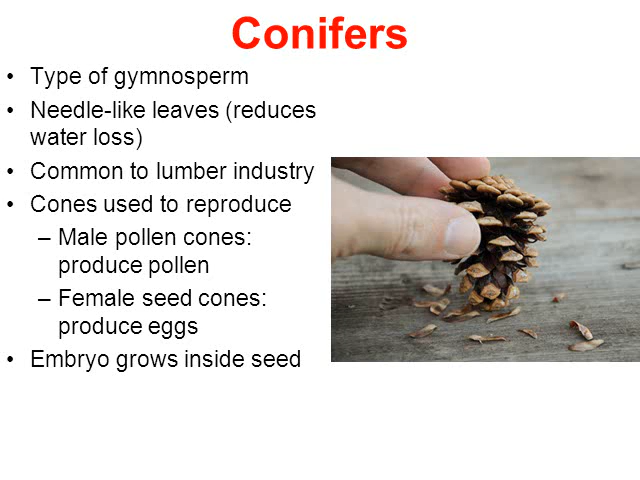 Conifers
• Type of gymnosperm
• Needle-like leaves (reduces
water loss)
• Common to lumber industry
• Cones used to reproduce
– Male pollen cones:
produce pollen
– Female seed cones:
produce eggs
• Embryo grows inside seed